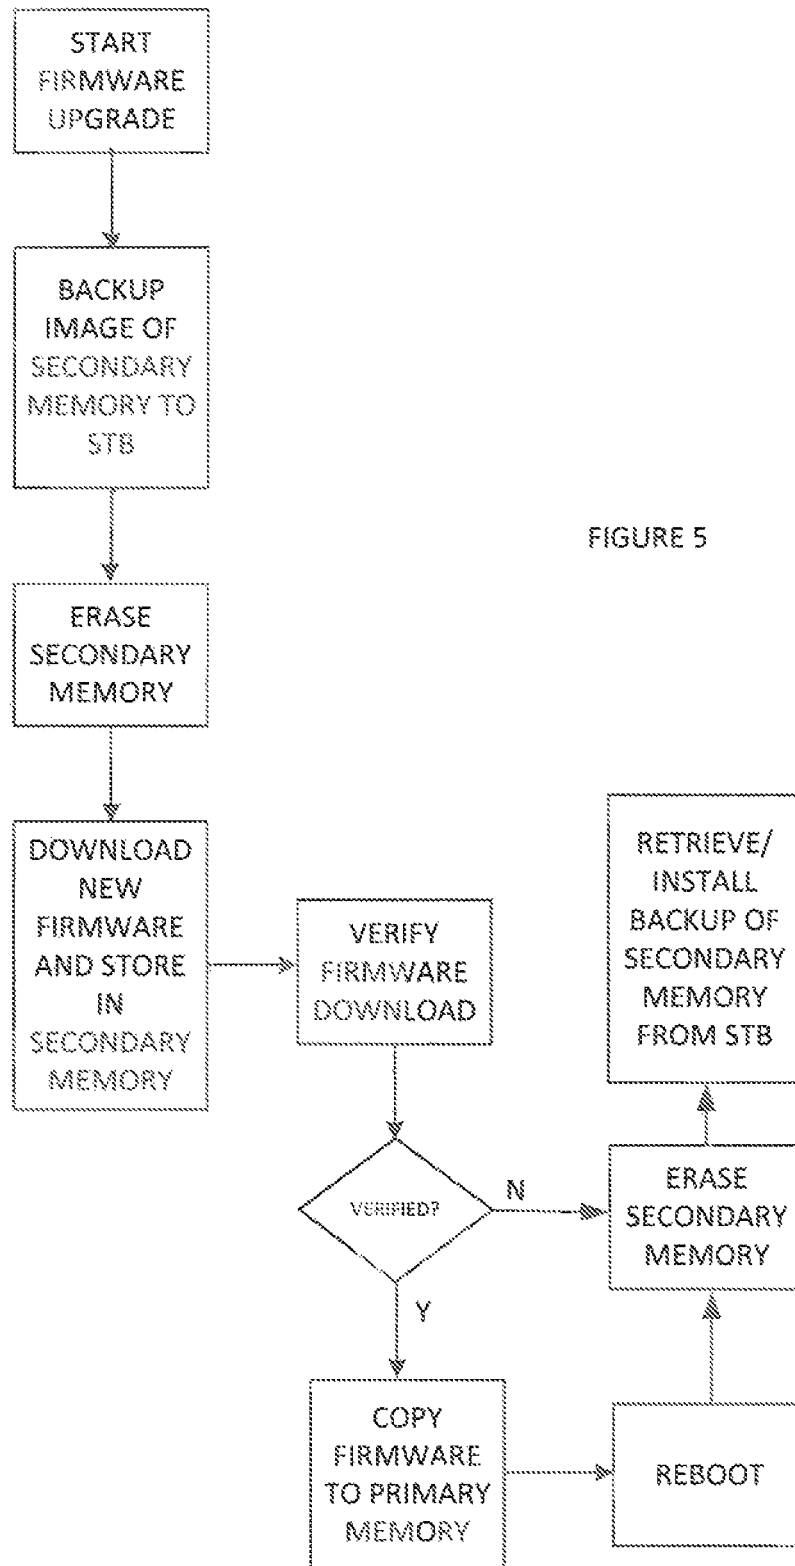 START
FIRMWARE
UPGRADE
BACKUP
IMAGE OF
SECONDARY
MEMORY TO
STB
FIGURE 5
ERASE
SECONDARY
MEMORY
DOWNLOAD
NEW
FIRMWARE
AND STORE
IN
SECONDARY
MEMORY
VERIFY
FIRMWARE
DOWNLOAD
VERIFIED?
N
Y
COPY
FIRMWARE
TO PRIMARY
MEMORY
REBOOT
ERASE
SECONDARY
MEMORY
RETRIEVE/
INSTALL
BACKUP OF
SECONDARY
MEMORY
FROM STB